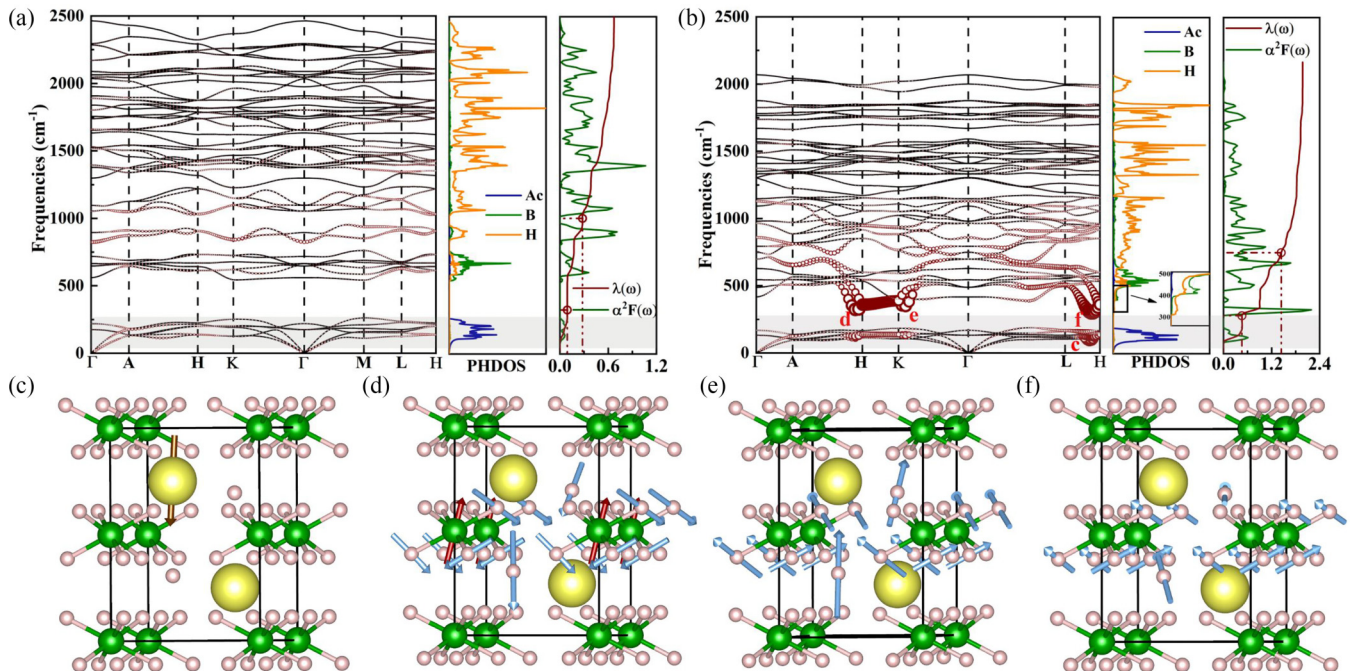 (a)
2500
2000
1500
1000
500
0
Frequencies (cm⁻¹)
Γ A H K Γ M L H
Ac
B
H
PHDOS
λ(ω)
α²F(ω)
0.0 0.6 1.2
(b)
2500
2000
1500
1000
500
0
Frequencies (cm⁻¹)
d
e
f
c
Γ A H K Γ L H
Ac
B
H
500
400
300
PHDOS
λ(ω)
α²F(ω)
0.0 1.2 2.4
(c)
(d)
(e)
(f)